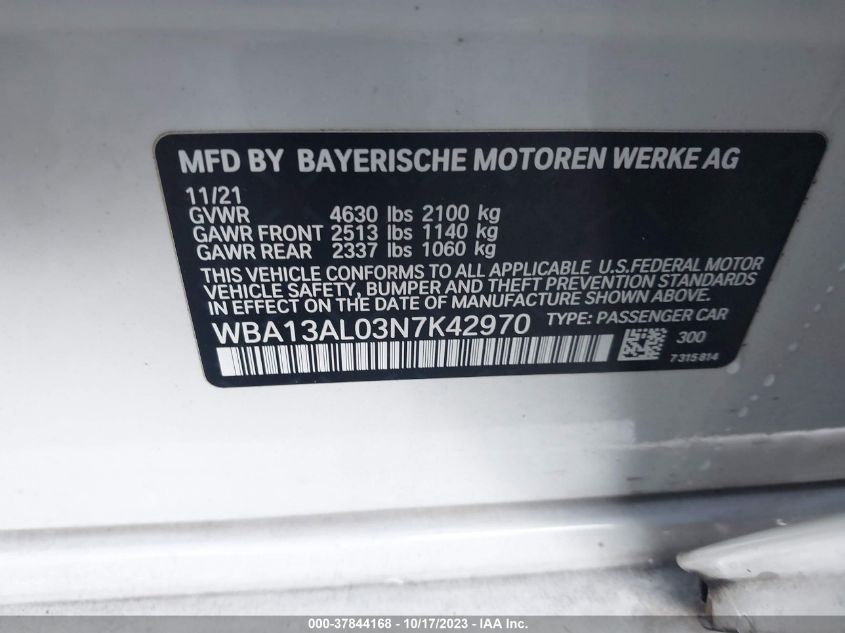 MFD BY BAYERISCHE MOTOREN WERKE AG
11/21
GVWR 4630 lbs 2100 kg
GAWR FRONT 2513 lbs 1140 kg
GAWR REAR 2337 lbs 1060 kg
THIS VEHICLE CONFORMS TO ALL APPLICABLE U.S.FEDERAL MOTOR
VEHICLE SAFETY, BUMPER AND THEFT PREVENTION STANDARDS
IN EFFECT ON THE DATE OF MANUFACTURE SHOWN ABOVE.
WBA13AL03N7K42970 TYPE: PASSENGER CAR
300
7315814
000-37844168 - 10/17/2023 - IAA Inc.